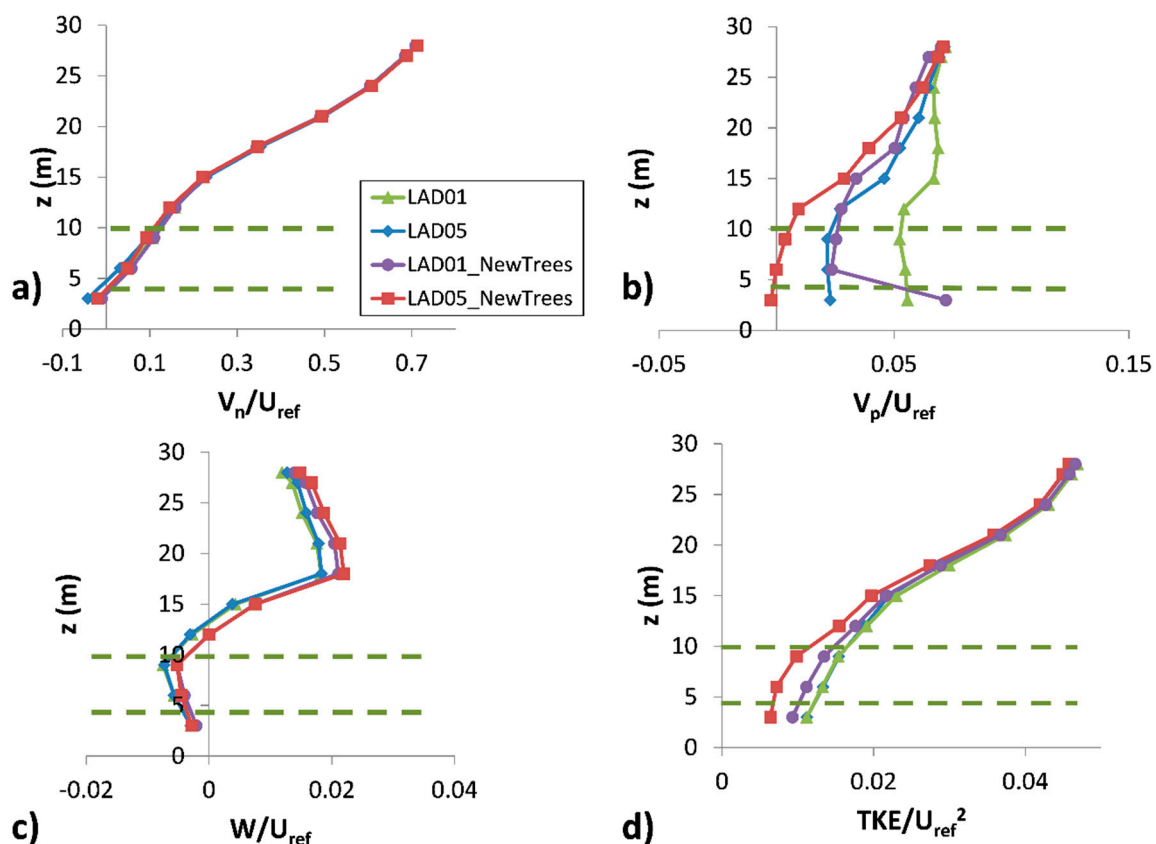 a)
z (m)
30
25
20
15
10
5
0
-0.1
0.1
0.3
0.5
0.7
Vn/Uref
LAD01
LAD05
LAD01_NewTrees
LAD05_NewTrees
b)
z (m)
30
25
20
15
10
5
0
-0.05
0.05
0.15
Vp/Uref
c)
z (m)
30
25
20
15
10
5
0
-0.02
0
0.02
0.04
W/Uref
d)
z (m)
30
25
20
15
10
5
0
0
0.02
0.04
TKE/Uref²